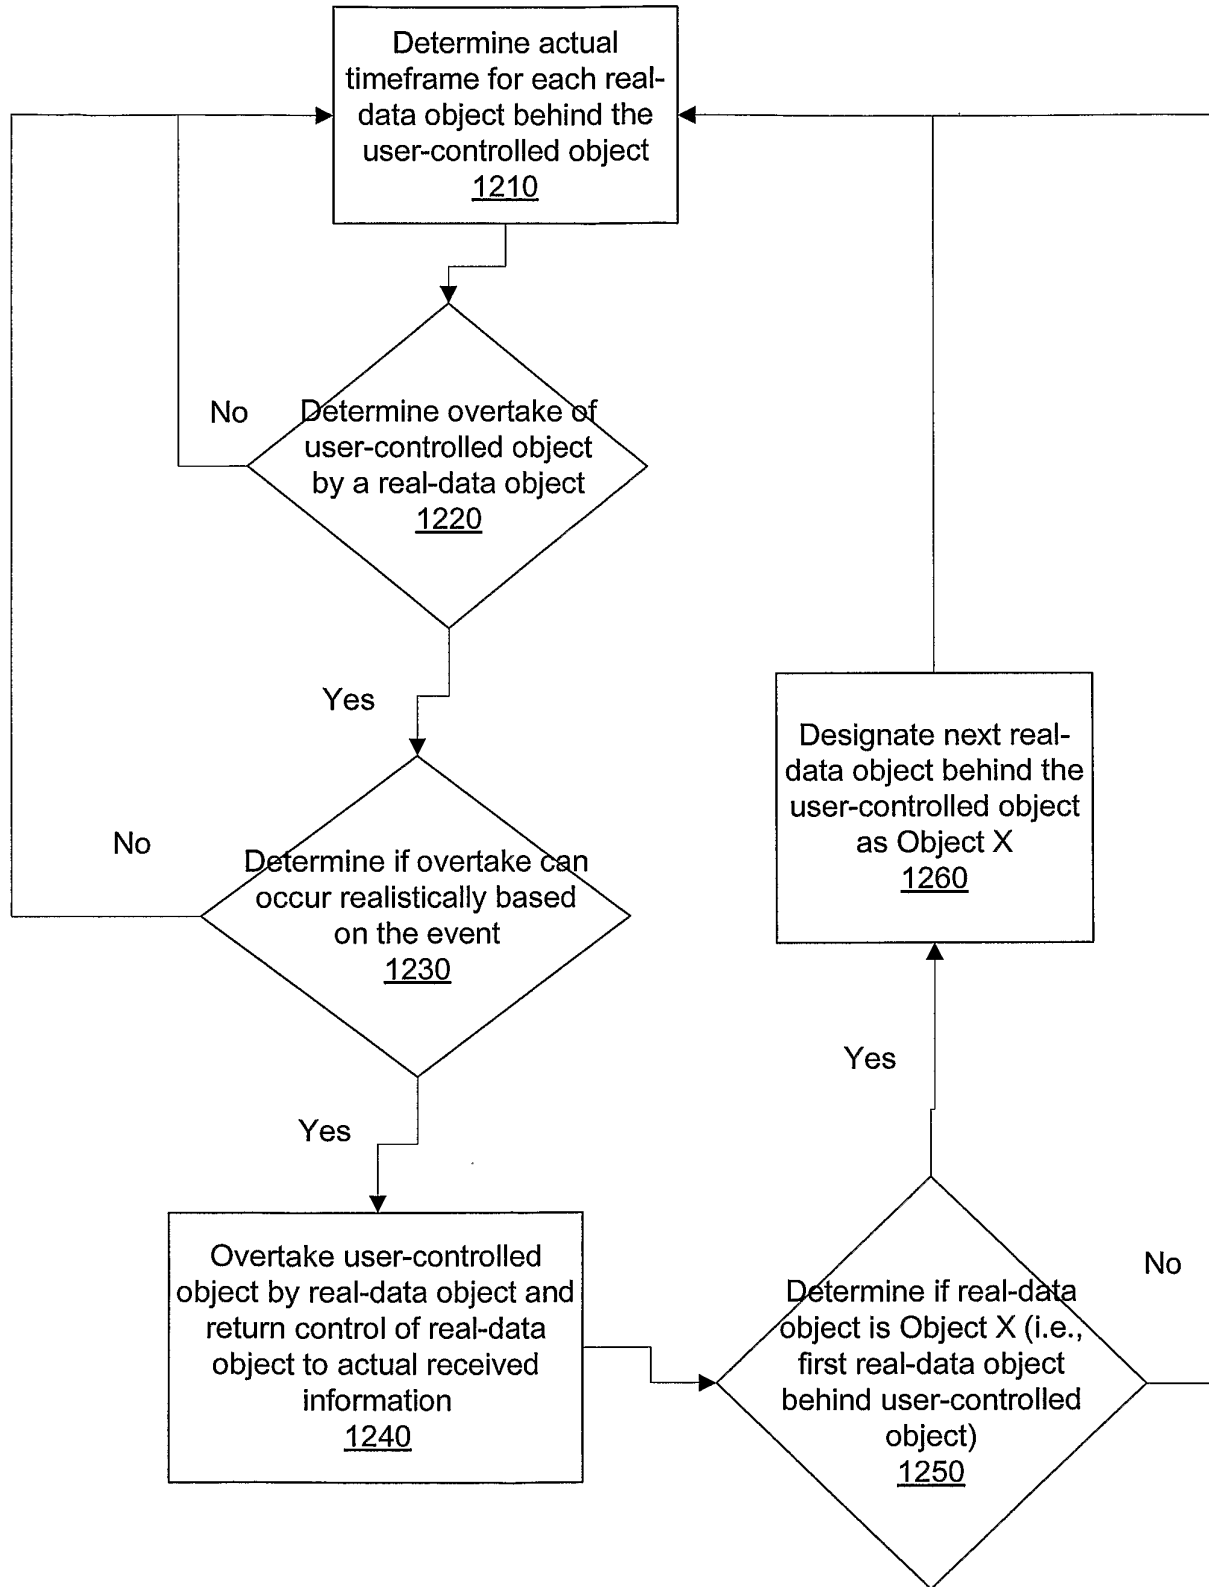 Determine actual
timeframe for each real-
data object behind the
user-controlled object
1210
No
Determine overtake of
user-controlled object
by a real-data object
1220
Yes
No
Determine if overtake can
occur realistically based
on the event
1230
Yes
Overtake user-controlled
object by real-data object and
return control of real-data
object to actual received
information
1240
Determine if real-data
object is Object X (i.e.,
first real-data object
behind user-controlled
object)
1250
No
Yes
Designate next real-
data object behind the
user-controlled object
as Object X
1260